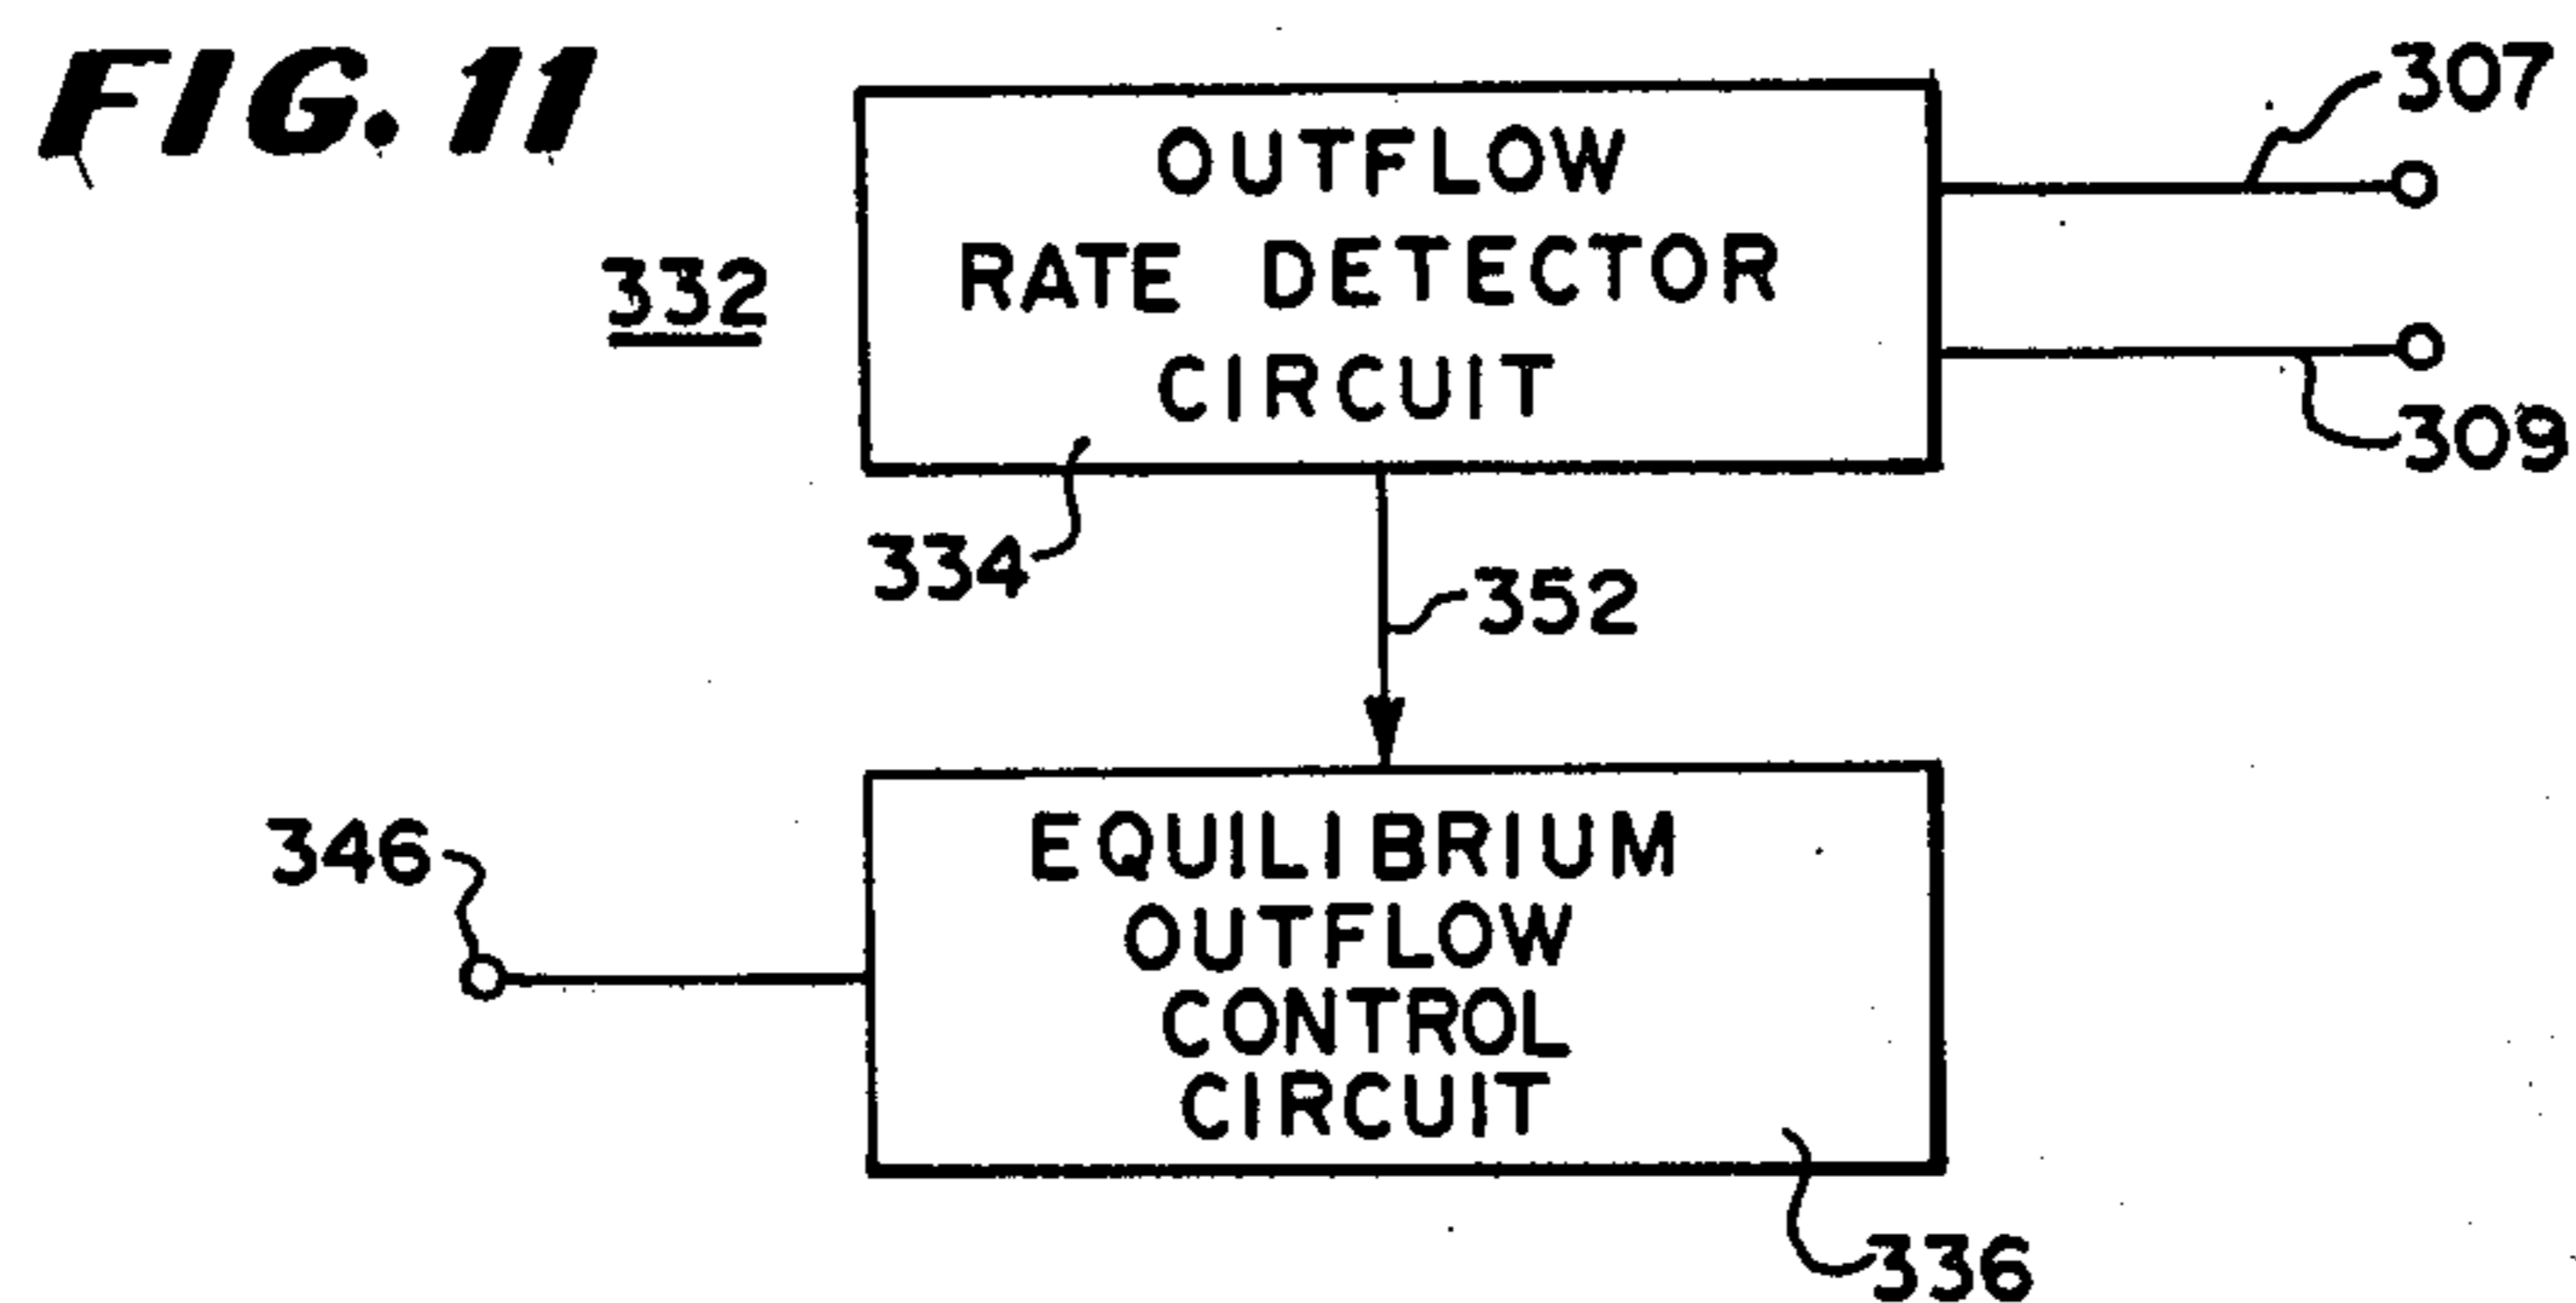 FIG. 11
307
OUTFLOW
RATE DETECTOR
CIRCUIT
332
309
334
352
346
EQUILIBRIUM
OUTFLOW
CONTROL
CIRCUIT
336